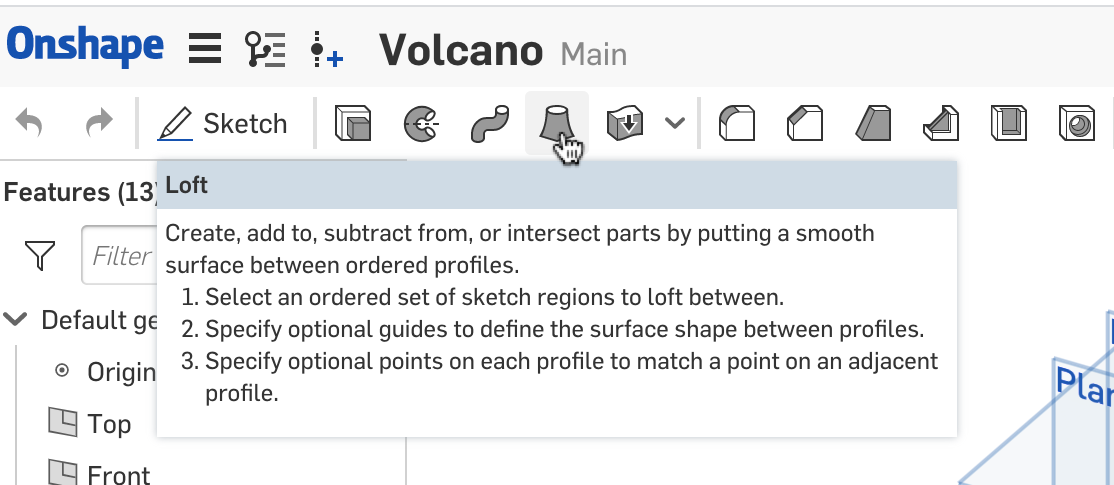 Onshape Volcano Main
Sketch
Features (13)
Loft
Create, add to, subtract from, or intersect parts by putting a smooth
surface between ordered profiles.
1. Select an ordered set of sketch regions to loft between.
2. Specify optional guides to define the surface shape between profiles.
3. Specify optional points on each profile to match a point on an adjacent
profile.
Filter
Default ge
Origin
Top
Front
Plan